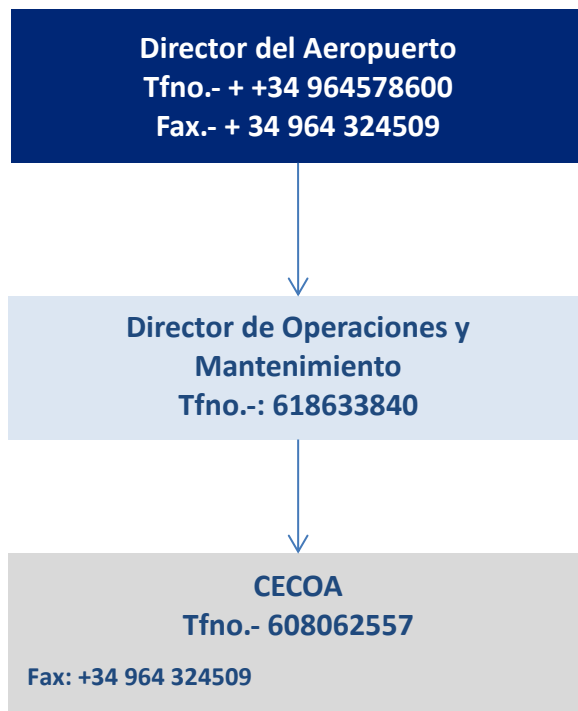 Director del Aeropuerto
Tfno.- + +34 964578600
Fax.- + 34 964 324509
Director de Operaciones y
Mantenimiento
Tfno.-: 618633840
CECOA
Tfno.- 608062557
Fax: +34 964 324509